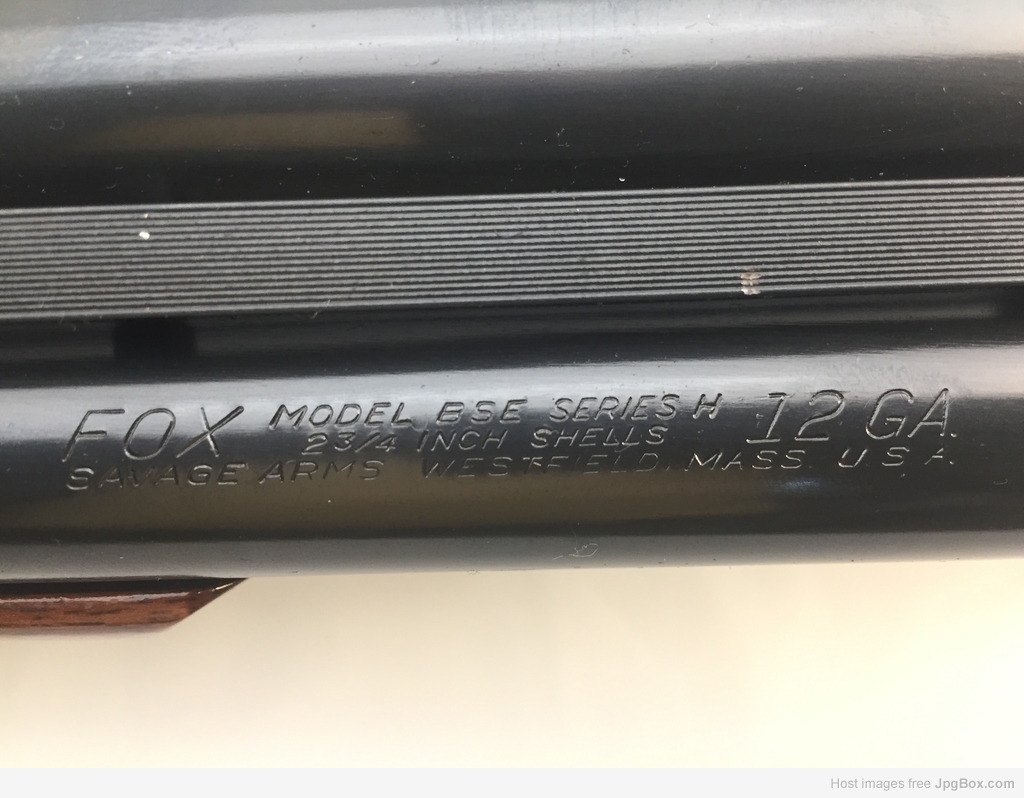 FOX MODEL BSE SERIES H 12 GA.
2 3/4 INCH SHELLS
SAVAGE ARMS WESTFIELD, MASS. U.S.A.
Host images free JpgBox.com